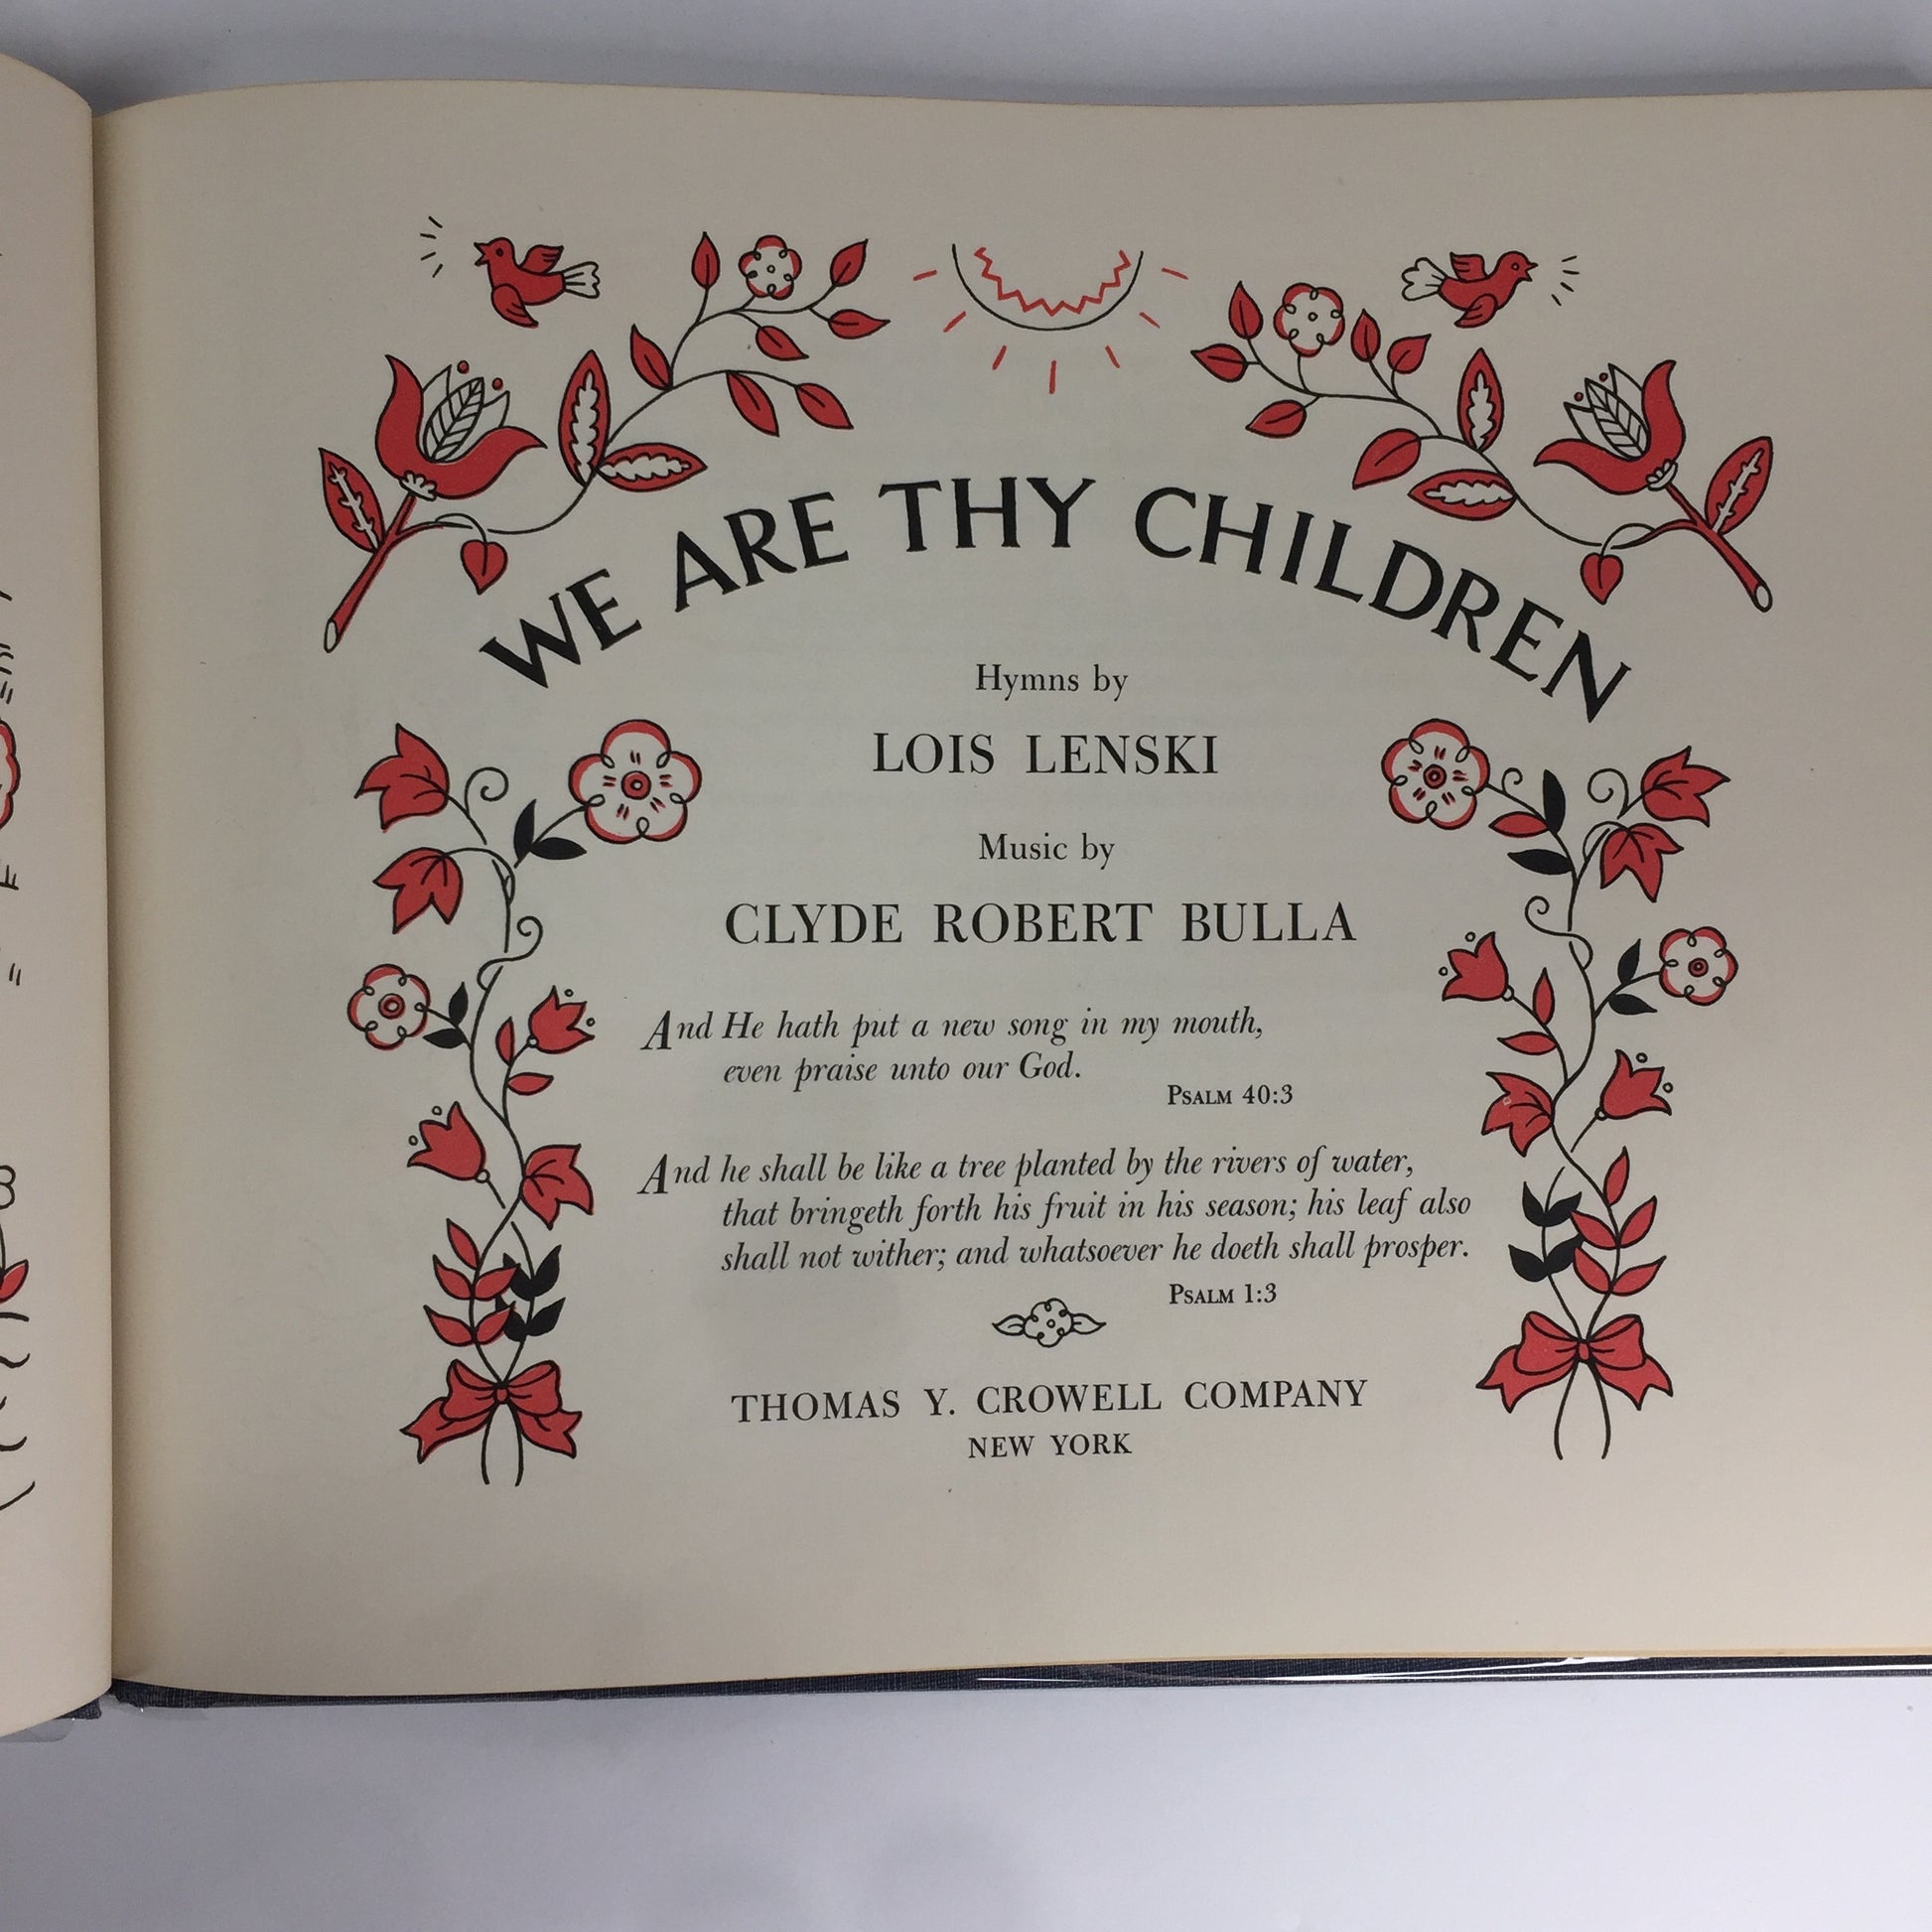 WE ARE THY CHILDREN
Hymns by
LOIS LENSKI
Music by
CLYDE ROBERT BULLA
And He hath put a new song in my mouth,
even praise unto our God.
PSALM 40:3
And he shall be like a tree planted by the rivers of water,
that bringeth forth his fruit in his season; his leaf also
shall not wither; and whatsoever he doeth shall prosper.
PSALM 1:3
THOMAS Y. CROWELL COMPANY
NEW YORK